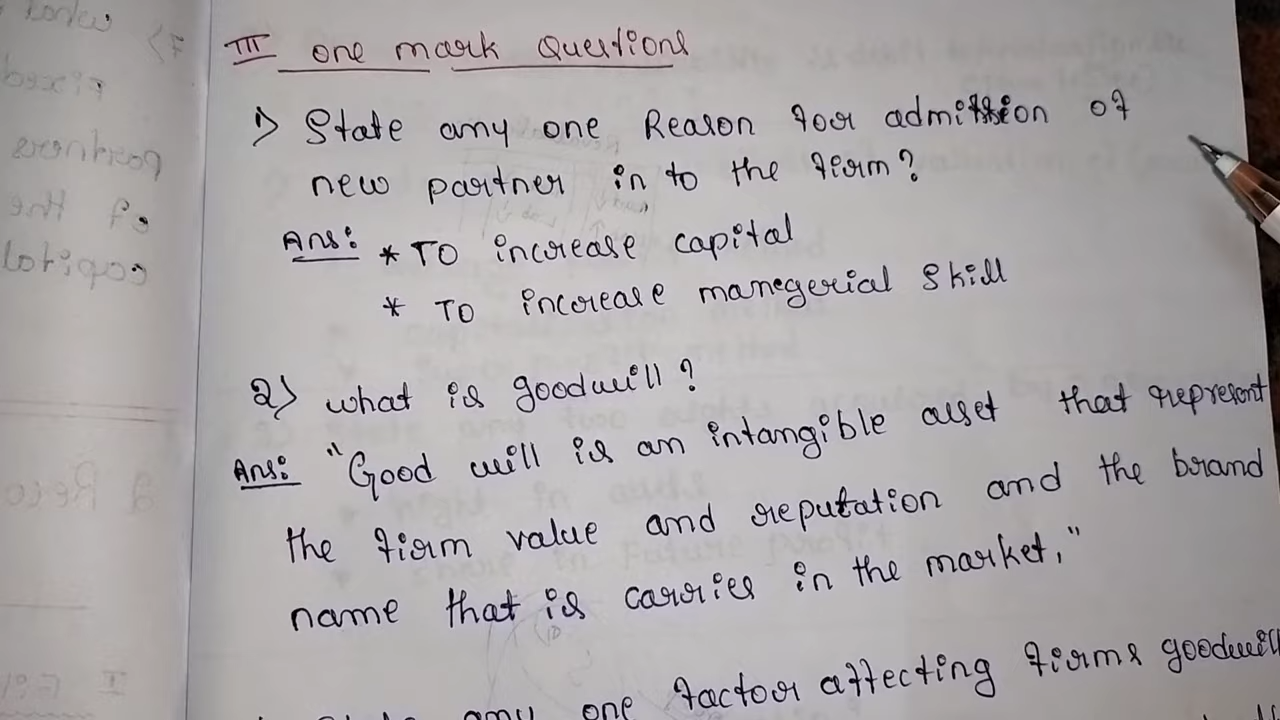 III one mark Questions
1) State any one Reason for admission of
new partner in to the firm?
Ans: * TO increase capital
* TO increase manegerial skill
2) what is goodwill?
Ans: "Good will is an intangible asset that represent
the firm value and reputation and the brand
name that is carries in the market,"
any one factor affecting firms goodwill